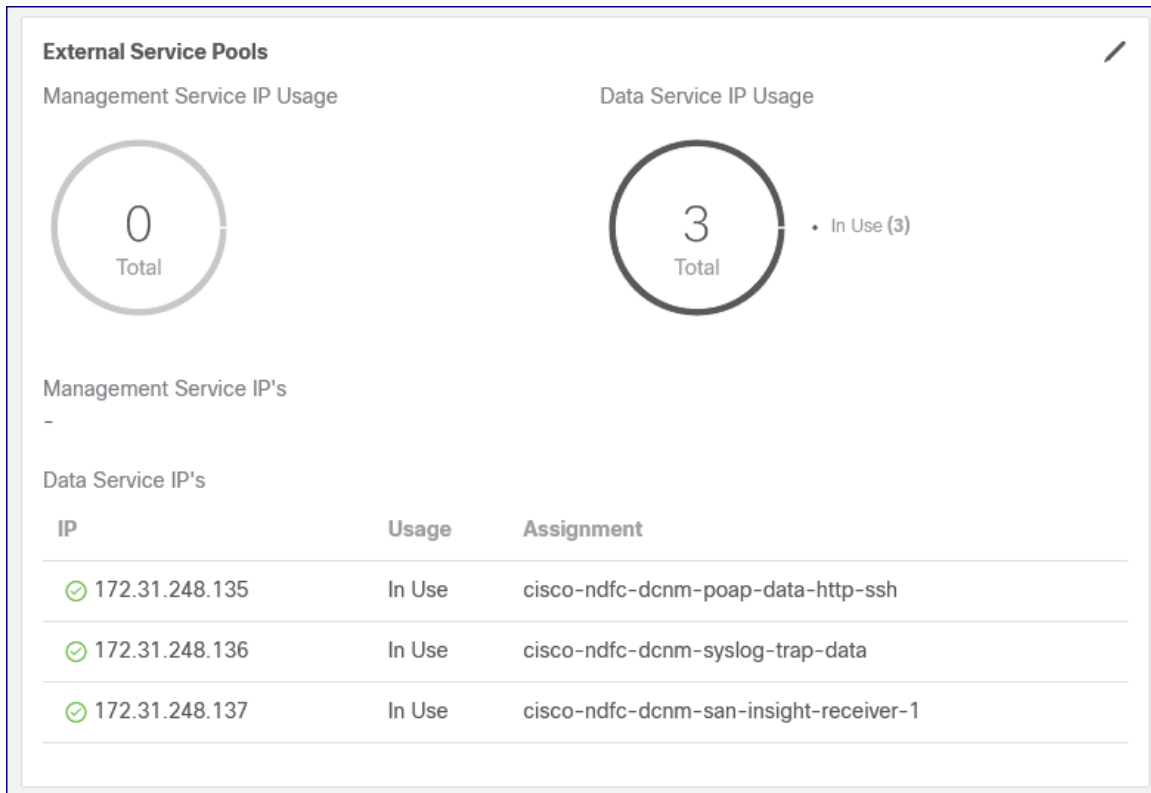 External Service Pools
Management Service IP Usage
Data Service IP Usage
0
Total
3
Total
• In Use (3)
Management Service IP's
-
Data Service IP's
IP Usage Assignment
172.31.248.135 In Use cisco-ndfc-dcnm-poap-data-http-ssh
172.31.248.136 In Use cisco-ndfc-dcnm-syslog-trap-data
172.31.248.137 In Use cisco-ndfc-dcnm-san-insight-receiver-1